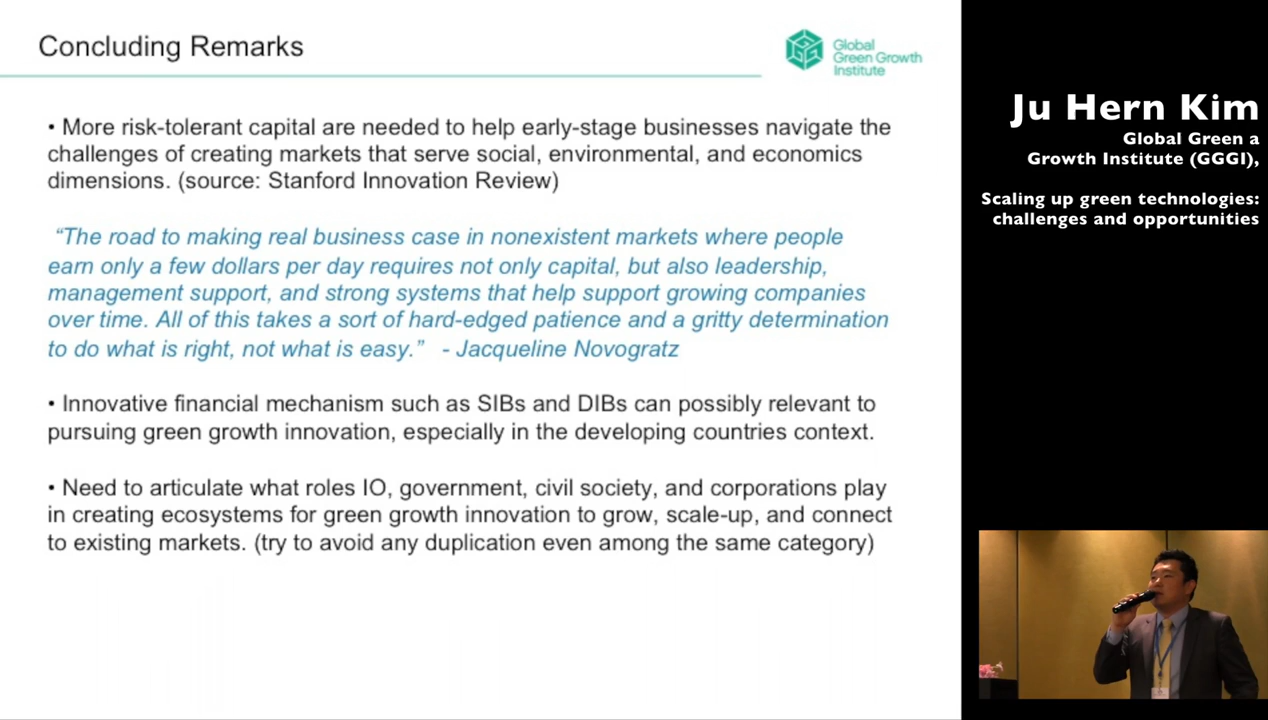 Concluding Remarks
Global
Green Growth
Institute
• More risk-tolerant capital are needed to help early-stage businesses navigate the
challenges of creating markets that serve social, environmental, and economics
dimensions. (source: Stanford Innovation Review)
“The road to making real business case in nonexistent markets where people
earn only a few dollars per day requires not only capital, but also leadership,
management support, and strong systems that help support growing companies
over time. All of this takes a sort of hard-edged patience and a gritty determination
to do what is right, not what is easy.” - Jacqueline Novogratz
• Innovative financial mechanism such as SIBs and DIBs can possibly relevant to
pursuing green growth innovation, especially in the developing countries context.
• Need to articulate what roles IO, government, civil society, and corporations play
in creating ecosystems for green growth innovation to grow, scale-up, and connect
to existing markets. (try to avoid any duplication even among the same category)
Ju Hern Kim
Global Green a
Growth Institute (GGGI),
Scaling up green technologies:
challenges and opportunities